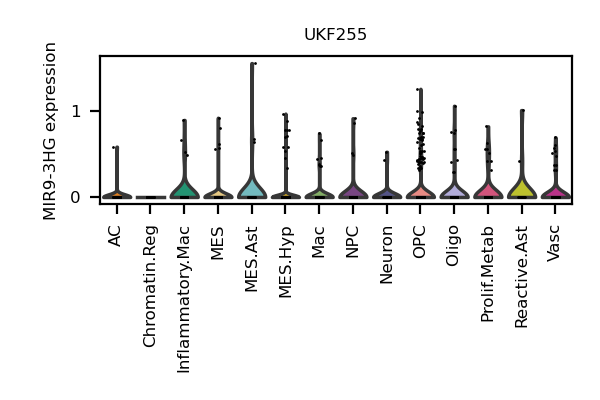 UKF255
MIR9-3HG expression
1
0
AC
Chromatin.Reg
Inflammatory.Mac
MES
MES.Ast
MES.Hyp
Mac
NPC
Neuron
OPC
Oligo
Prolif.Metab
Reactive.Ast
Vasc